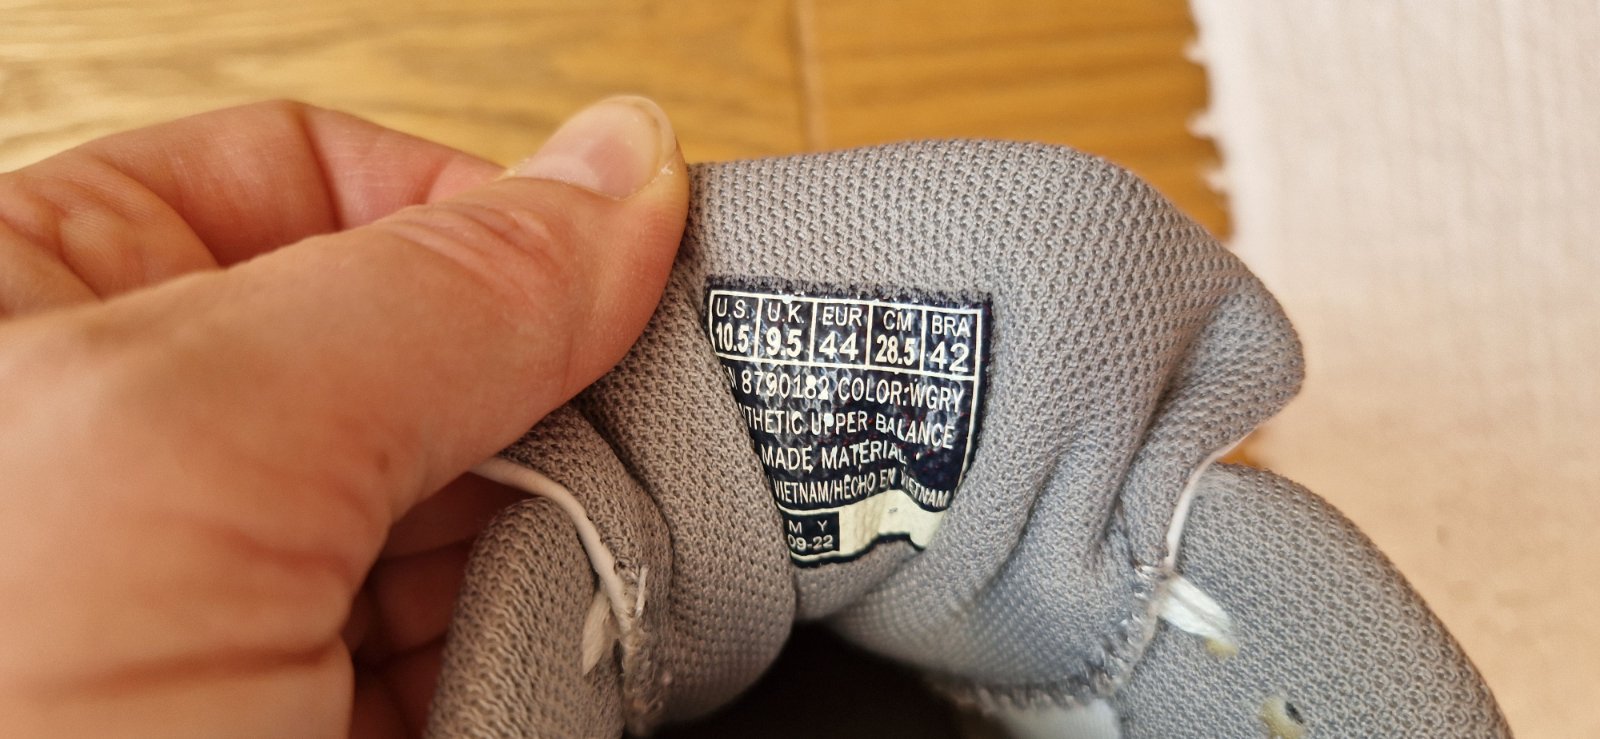 U.S. U.K. EUR CM BRA
10.5 9.5 44 28.5 42
8790182 COLOR:WGRY
UPPER BALANCE
MADE MATERIAL
VIETNAM/HECHO EN VIETNAM
M Y
09-22